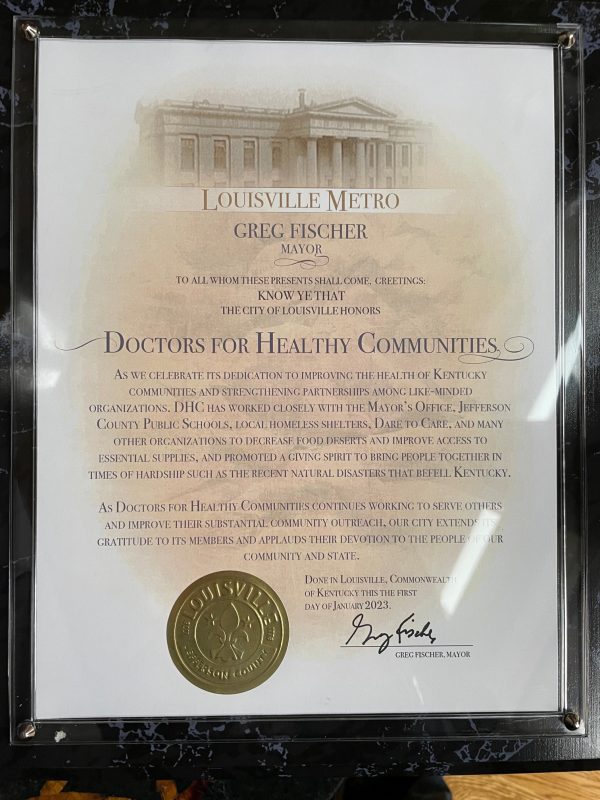 LOUISVILLE METRO
GREG FISCHER
MAYOR
TO ALL WHOM THESE PRESENTS SHALL COME, GREETINGS:
KNOW YE THAT
THE CITY OF LOUISVILLE HONORS
DOCTORS FOR HEALTHY COMMUNITIES,
AS WE CELEBRATE ITS DEDICATION TO IMPROVING THE HEALTH OF KENTUCKY
COMMUNITIES AND STRENGTHENING PARTNERSHIPS AMONG LIKE-MINDED
ORGANIZATIONS. DHC HAS WORKED CLOSELY WITH THE MAYOR'S OFFICE, JEFFERSON
COUNTY PUBLIC SCHOOLS, LOCAL HOMELESS SHELTERS, DARE TO CARE, AND MANY
OTHER ORGANIZATIONS TO DECREASE FOOD DESERTS AND IMPROVE ACCESS TO
ESSENTIAL SUPPLIES, AND PROMOTED A GIVING SPIRIT TO BRING PEOPLE TOGETHER IN
TIMES OF HARDSHIP SUCH AS THE RECENT NATURAL DISASTERS THAT BEFELL KENTUCKY.
AS DOCTORS FOR HEALTHY COMMUNITIES CONTINUES WORKING TO SERVE OTHERS
AND IMPROVE THEIR SUBSTANTIAL COMMUNITY OUTREACH, OUR CITY EXTENDS ITS
GRATITUDE TO ITS MEMBERS AND APPLAUDS THEIR DEVOTION TO THE PEOPLE OF OUR
COMMUNITY AND STATE.
DONE IN LOUISVILLE, COMMONWEALTH
OF KENTUCKY THIS THE FIRST
DAY OF JANUARY 2023.
Greg Fischer
GREG FISCHER, MAYOR
LOUISVILLE
JEFFERSON COUNTY